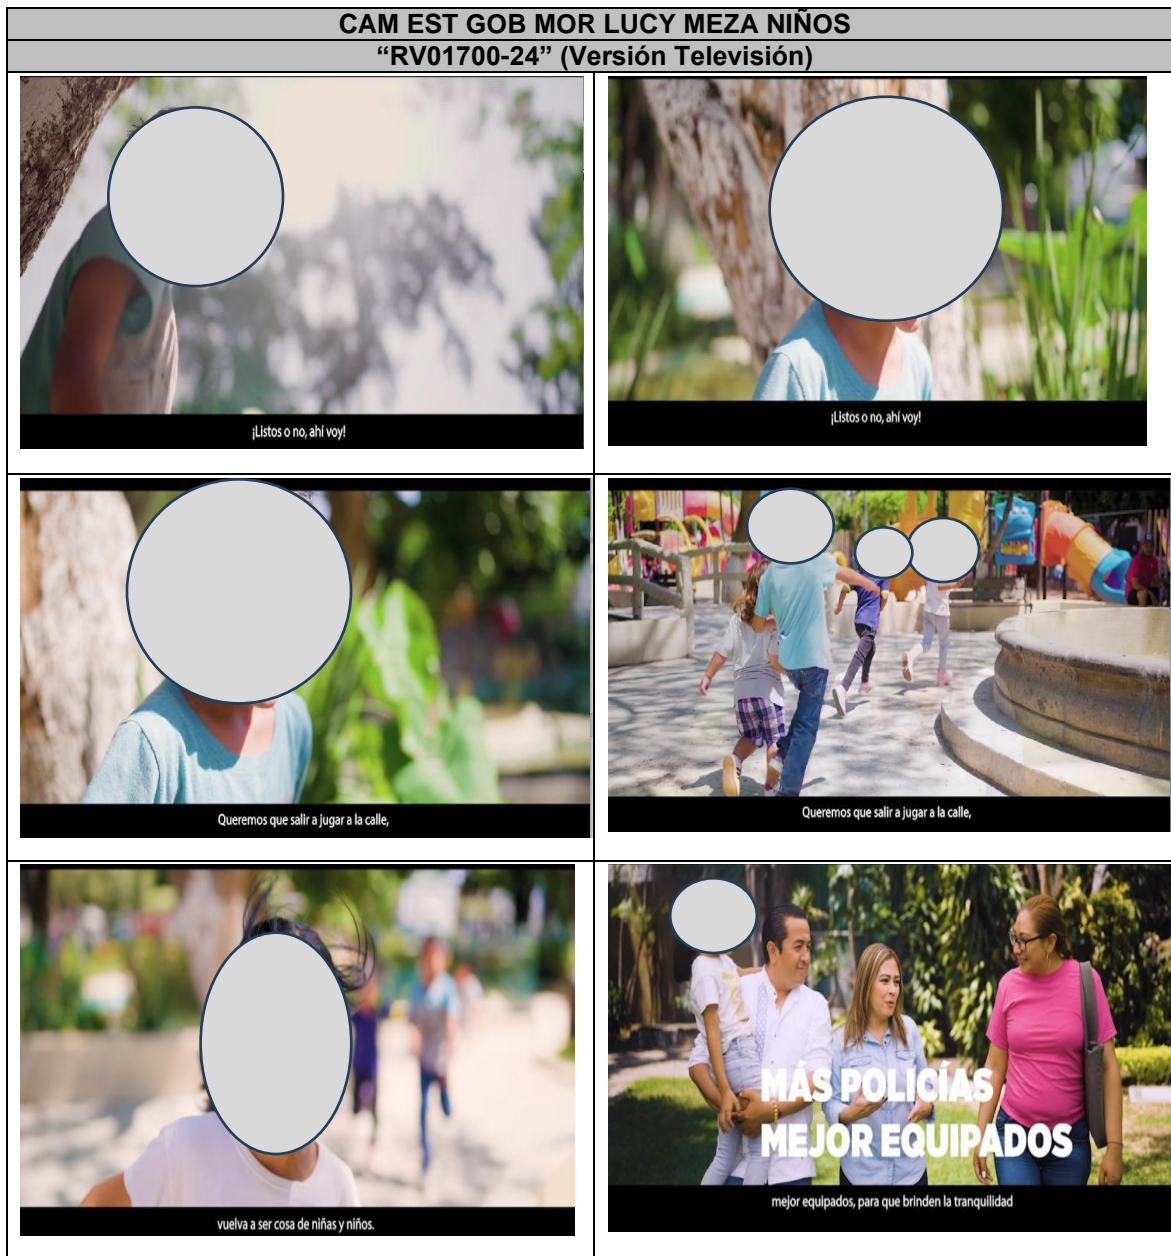 CAM EST GOB MOR LUCY MEZA NIÑOS
“RV01700-24” (Versión Televisión)
¡Listos o no, ahí voy!
¡Listos o no, ahí voy!
Queremos que salir a jugar a la calle,
Queremos que salir a jugar a la calle,
vuelva a ser cosa de niñas y niños.
MÁS POLICÍAS
MEJOR EQUIPADOS
mejor equipados, para que brinden la tranquilidad